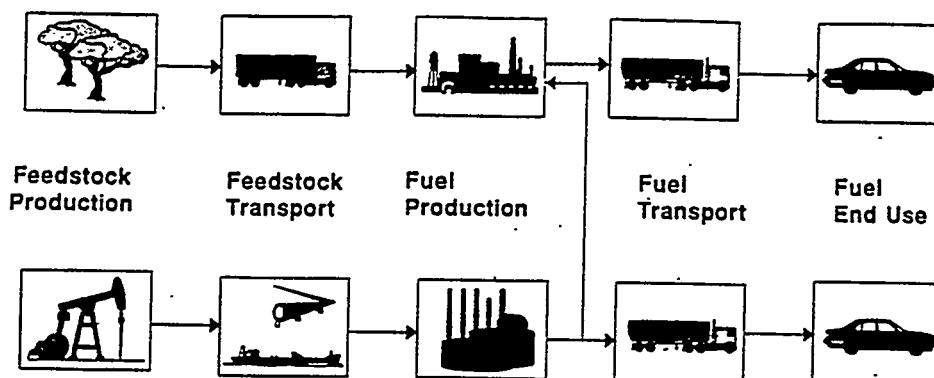 Feedstock
Production
Feedstock
Transport
Fuel
Production
Fuel
Transport
Fuel
End Use